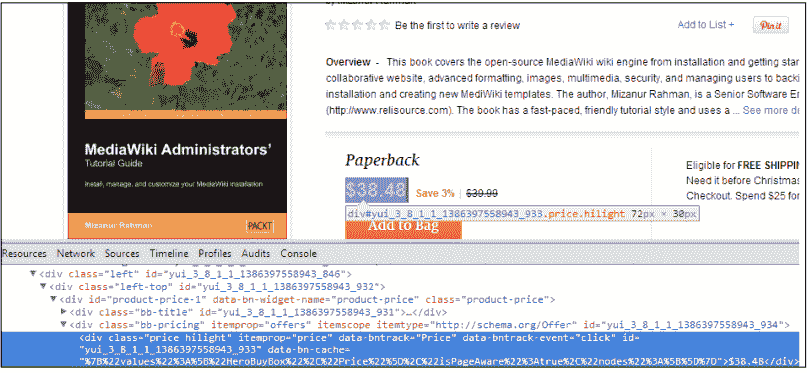 by Mizanur Rahman
Be the first to write a review
Add to List +
Pin it
Overview - This book covers the open-source MediaWiki wiki engine from installation and getting star
collaborative website, advanced formatting, images, multimedia, security, and managing users to backi
installation and creating new MediWiki templates. The author, Mizanur Rahman, is a Senior Software En
(http://www.relisource.com). The book has a fast-paced, friendly tutorial style and uses a ... See more d
MediaWiki Administrators'
Tutorial Guide
Install, manage, and customize your MediaWiki installation
Mizanur Rahman
PACKT
Paperback
$38.48
Save 3%
$39.99
Eligible for FREE SHIPPIN
Need it before Christmas
Checkout. Spend $25 for
div#yui_3_8_1_1_1386397558943_933.price.hilight 72px × 30px
Add to Bag
Resources Network Sources Timeline Profiles Audits Console
▼<div class="left" id="yui_3_8_1_1_1386397558943_846">
▼<div class="left-top" id="yui_3_8_1_1_1386397558943_932">
▼<div id="product-price-1" data-bn-widget-name="product-price" class="product-price">
▶<div class="bb-title" id="yui_3_8_1_1_1386397558943_931">…</div>
▼<div class="bb-pricing" itemprop="offers" itemscope itemtype="http://schema.org/Offer" id="yui_3_8_1_1_1386397558943_934">
<div class="price hilight" itemprop="price" data-bntrack="Price" data-bntrack-event="click" id=
"yui_3_8_1_1_1386397558943_933" data-bn-cache=
"%7B%22values%22%3A%5B%22HeroBuyBox%22%2C%22Price%22%5D%2C%22isPageAware%22%3Atrue%2C%22nodes%22%3A%5B%5D%7D">$38.48</div>